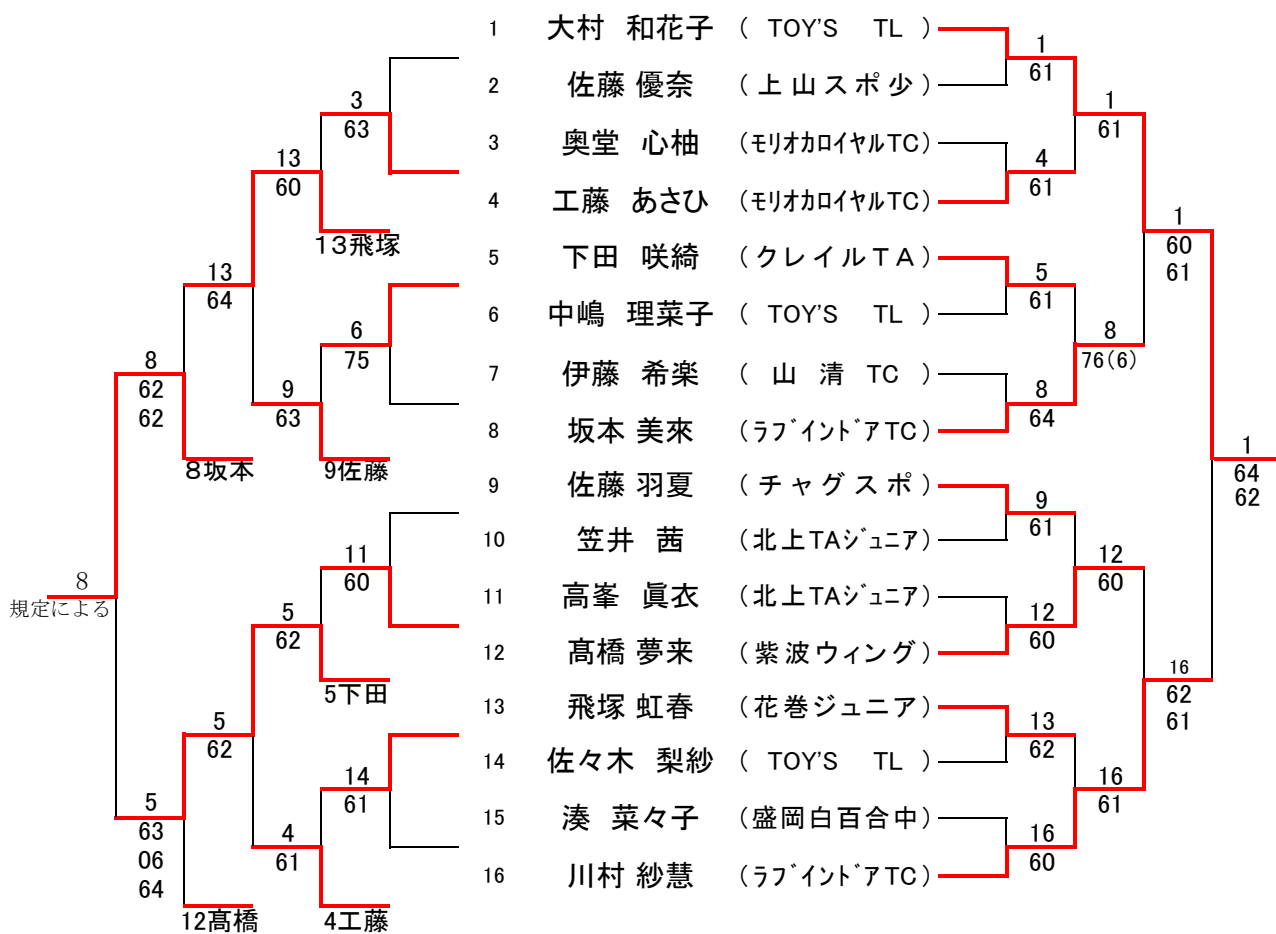 1 大村 和花子 ( TOY'S TL )
2 佐藤 優奈 (上山スポ少)
3 奥堂 心柚 (モリオカロイヤルTC)
4 工藤 あさひ (モリオカロイヤルTC)
5 下田 咲綺 (クレイルTA)
6 中嶋 理菜子 ( TOY'S TL )
7 伊藤 希楽 ( 山 清 TC )
8 坂本 美來 (ラブインドアTC)
9 佐藤 羽夏 (チャグスポ)
10 笠井 茜 (北上TAジュニア)
11 高峯 眞衣 (北上TAジュニア)
12 髙橋 夢来 (紫波ウィング)
13 飛塚 虹春 (花巻ジュニア)
14 佐々木 梨紗 ( TOY'S TL )
15 湊 菜々子 (盛岡白百合中)
16 川村 紗慧 (ラブインドアTC)
1
61
4
61
5
61
8
64
9
61
12
60
13
62
16
60
1
61
8
76(6)
12
60
16
61
1
60
61
16
62
61
1
64
62
3
63
13飛塚
6
75
9佐藤
11
60
5下田
14
61
4工藤
13
60
9
63
5
62
4
61
13
64
8坂本
5
62
12髙橋
8
62
62
5
63
06
64
8
規定による